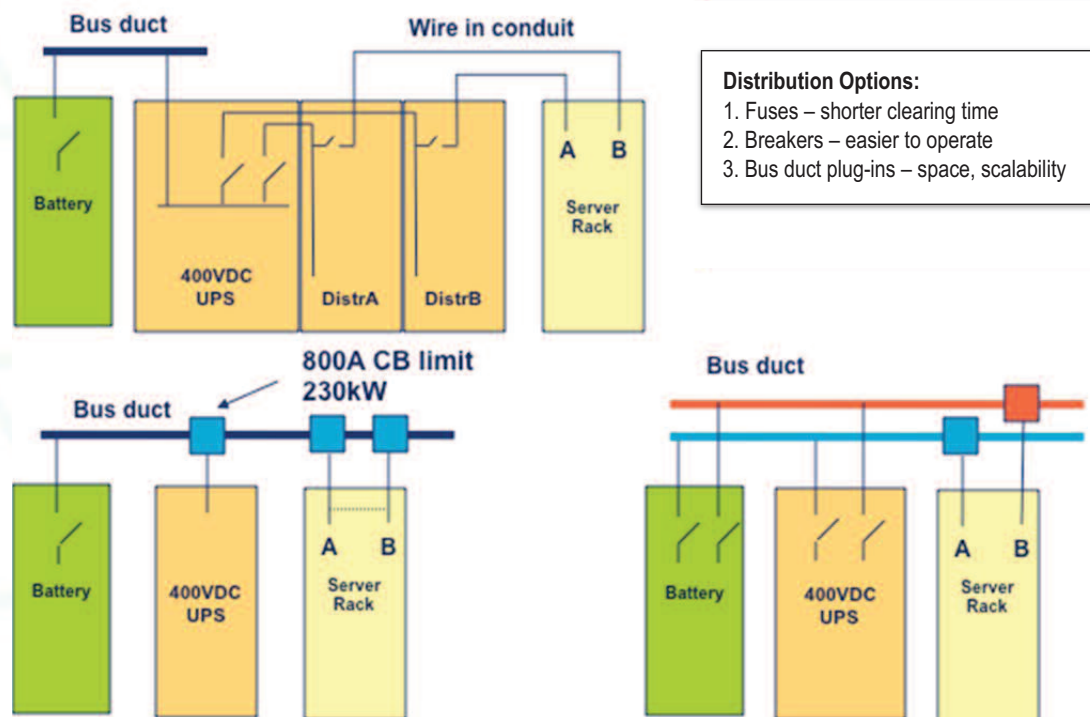 Bus duct
Wire in conduit
Battery
400VDC
UPS
DistrA
DistrB
A B
Server
Rack
Distribution Options:
1. Fuses – shorter clearing time
2. Breakers – easier to operate
3. Bus duct plug-ins – space, scalability
800A CB limit
230kW
Bus duct
Battery
400VDC
UPS
A B
Server
Rack
Bus duct
Battery
400VDC
UPS
A B
Server
Rack